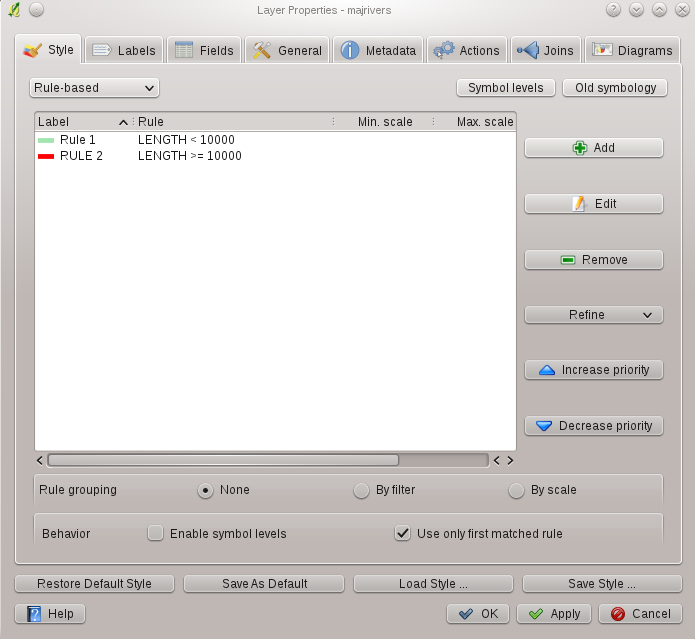 Layer Properties - majrivers
Style Labels Fields General Metadata Actions Joins Diagrams
Rule-based Symbol levels Old symbology
Label Rule Min. scale Max. scale
Rule 1 LENGTH < 10000
RULE 2 LENGTH >= 10000
Add
Edit
Remove
Refine
Increase priority
Decrease priority
Rule grouping None By filter By scale
Behavior Enable symbol levels Use only first matched rule
Restore Default Style Save As Default Load Style ... Save Style ...
Help OK Apply Cancel